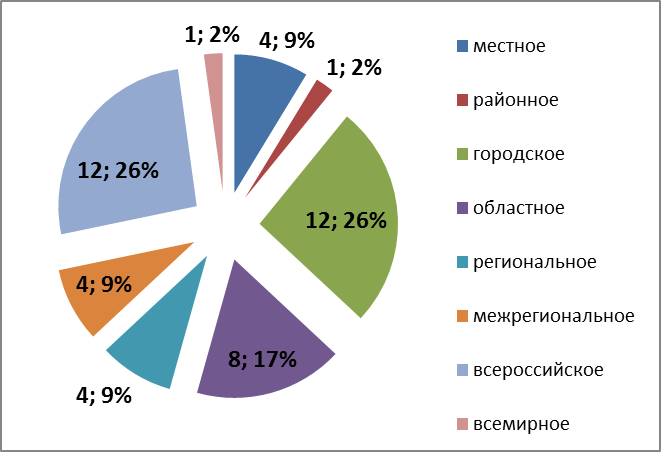 1; 2%
4; 9%
1; 2%
12; 26%
12; 26%
4; 9%
8; 17%
4; 9%
местное
районное
городское
областное
региональное
межрегиональное
всероссийское
всемирное